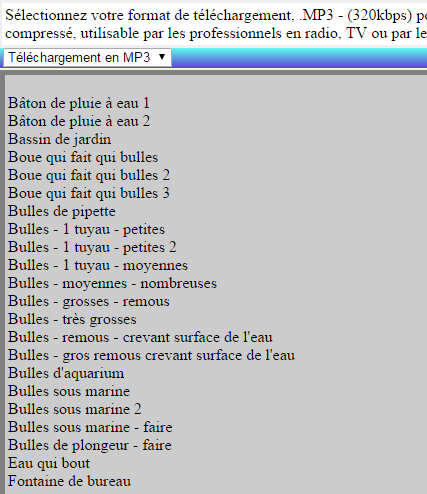 Sélectionnez votre format de téléchargement, .MP3 - (320kbps)
compressé, utilisable par les professionnels en radio, TV ou par le
Téléchargement en MP3
Bâton de pluie à eau 1
Bâton de pluie à eau 2
Bassin de jardin
Boue qui fait qui bulles
Boue qui fait qui bulles 2
Boue qui fait qui bulles 3
Bulles de pipette
Bulles - 1 tuyau - petites
Bulles - 1 tuyau - petites 2
Bulles - 1 tuyau - moyennes
Bulles - moyennes - nombreuses
Bulles - grosses - remous
Bulles - très grosses
Bulles - remous - crevant surface de l'eau
Bulles - gros remous crevant surface de l'eau
Bulles d'aquarium
Bulles sous marine
Bulles sous marine 2
Bulles sous marine - faire
Bulles de plongeur - faire
Eau qui bout
Fontaine de bureau